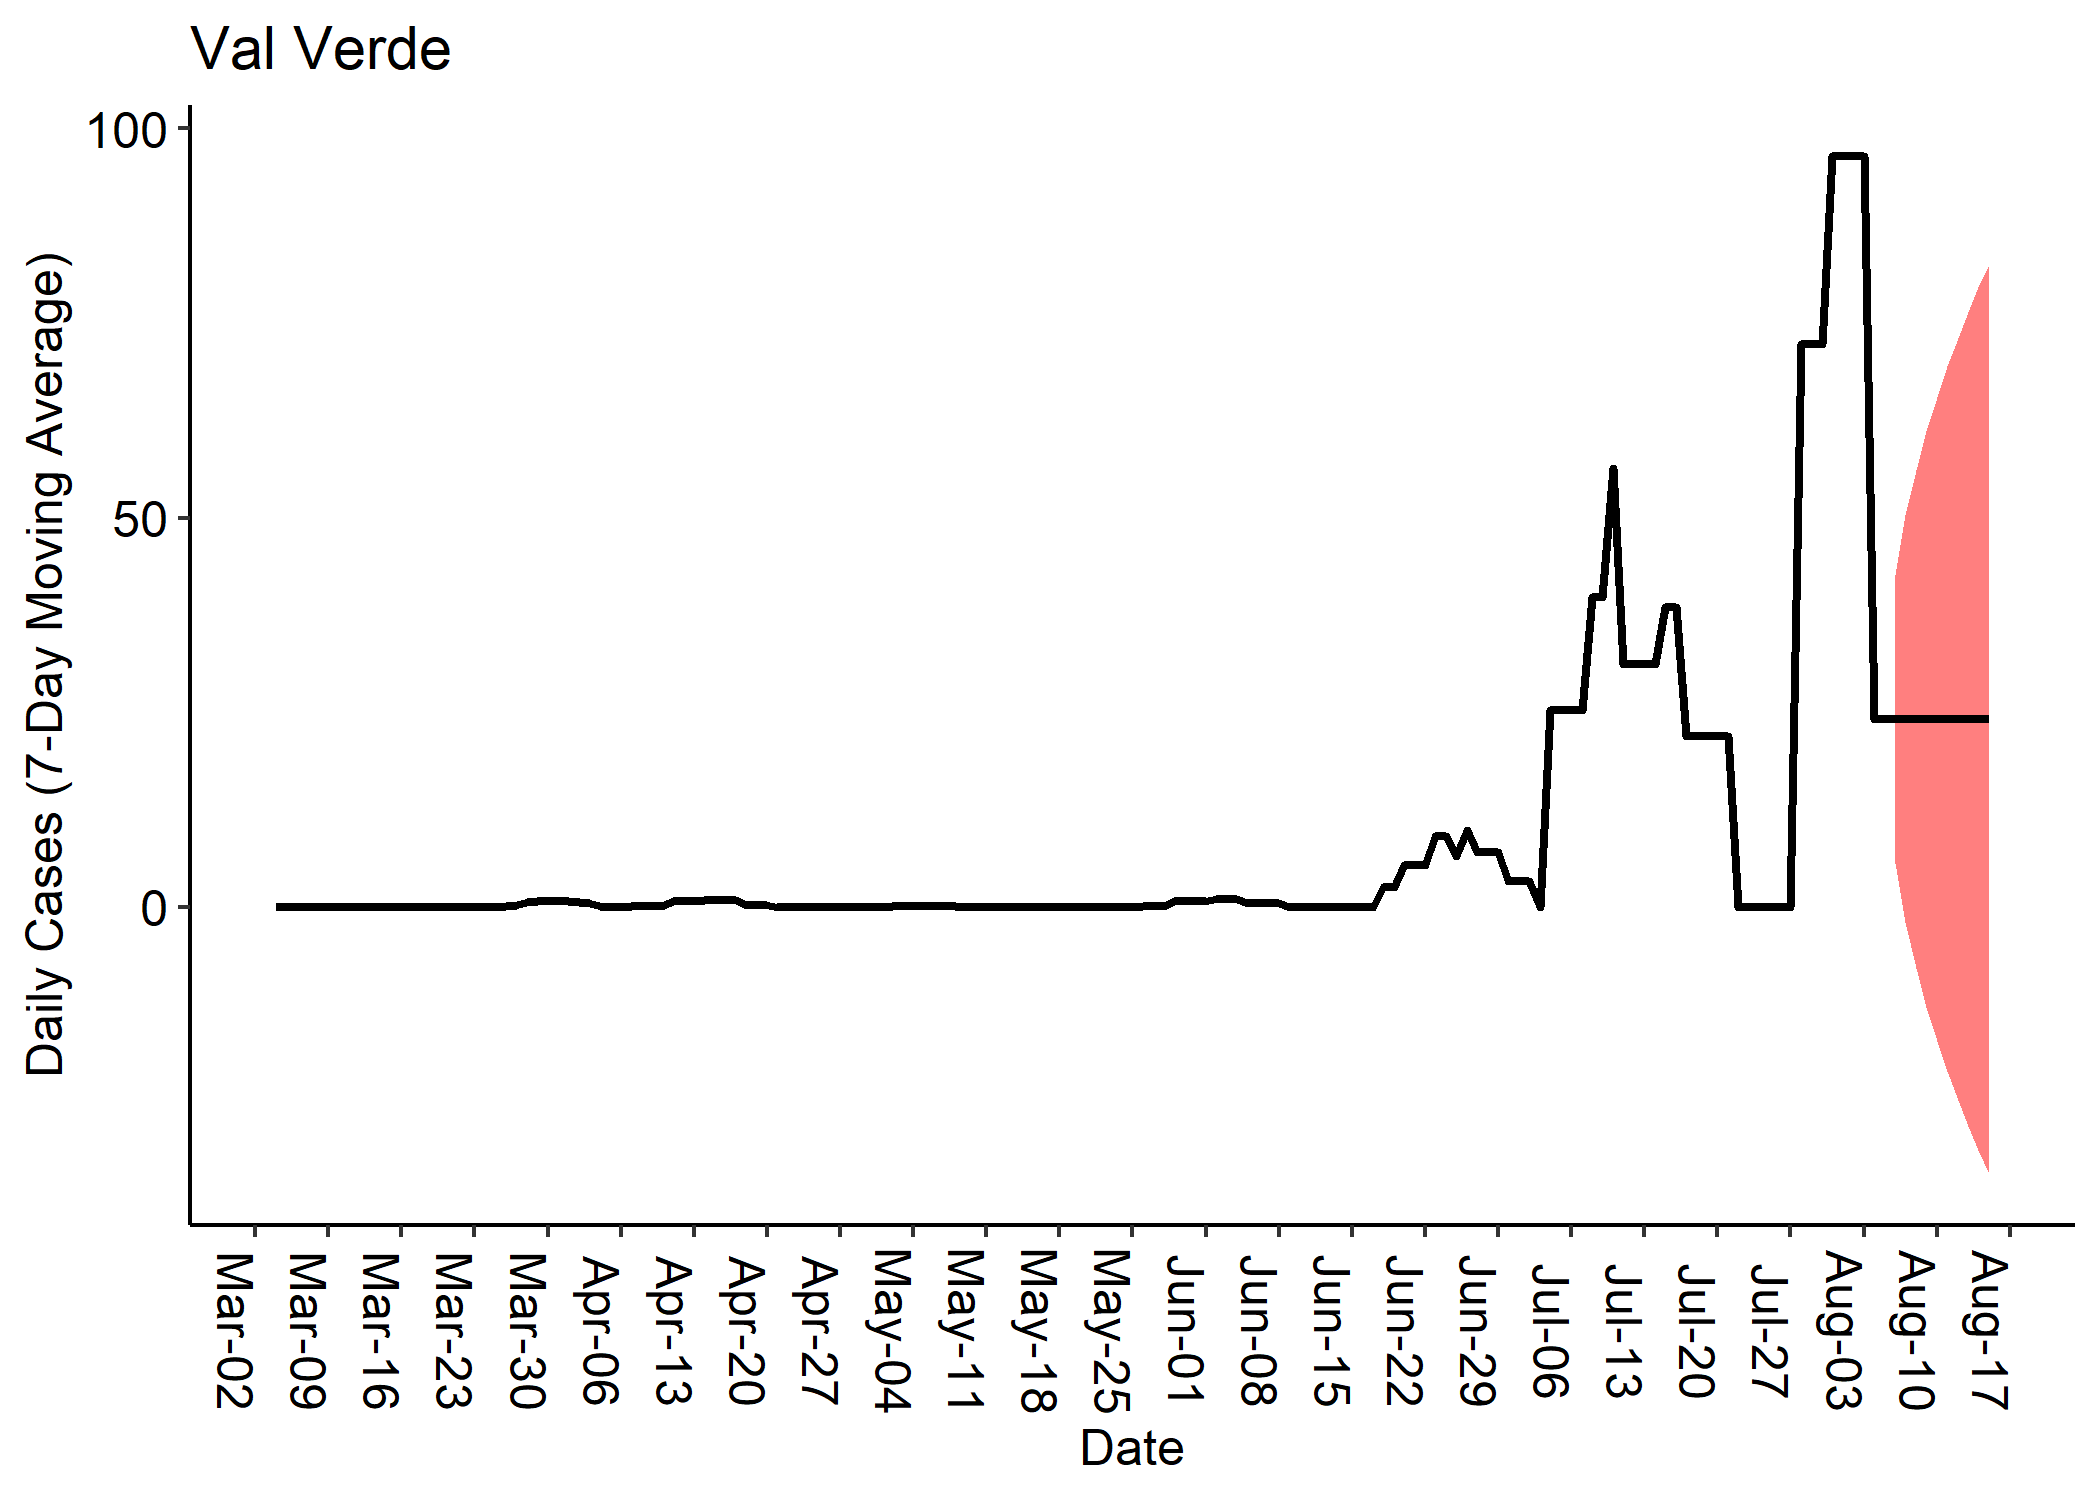 Val Verde
Daily Cases (7-Day Moving Average)
100
50
0
Mar-02
Mar-09
Mar-16
Mar-23
Mar-30
Apr-06
Apr-13
Apr-20
Apr-27
May-04
May-11
May-18
May-25
Jun-01
Jun-08
Jun-15
Jun-22
Jun-29
Jul-06
Jul-13
Jul-20
Jul-27
Aug-03
Aug-10
Aug-17
Date